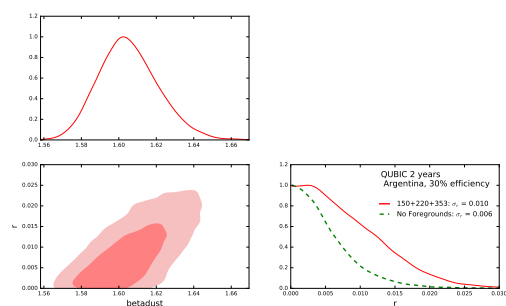 1.2
1.0
0.8
0.6
0.4
0.2
0.0
1.56 1.58 1.60 1.62 1.64 1.66
0.030
0.025
0.020
0.015
0.010
0.005
0.000
r
1.56 1.58 1.60 1.62 1.64 1.66
betadust
1.2
1.0
0.8
0.6
0.4
0.2
0.0
QUBIC 2 years
Argentina, 30% efficiency
150+220+353: σr = 0.010
No Foregrounds: σr = 0.006
0.000 0.005 0.010 0.015 0.020 0.025 0.030
r